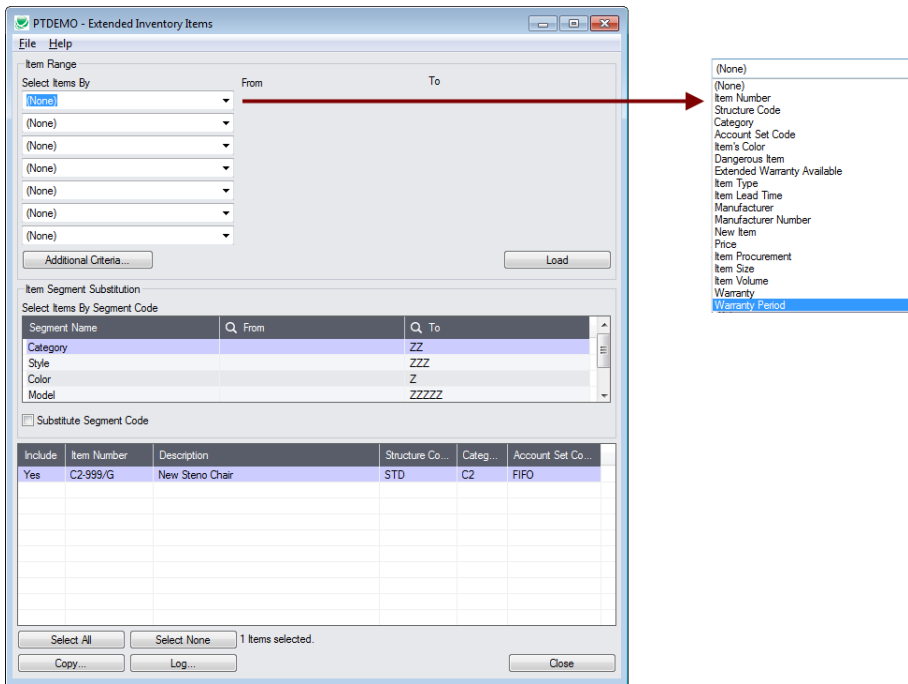 PTDEMO - Extended Inventory Items
File Help
Item Range
Select Items By From To
(None)
(None)
(None)
(None)
(None)
(None)
(None)
Additional Criteria... Load
Item Segment Substitution
Select Items By Segment Code
Segment Name From To
Category ZZ
Style ZZZ
Color Z
Model ZZZZZ
Substitute Segment Code
Include Item Number Description Structure Co... Categ... Account Set Co...
Yes C2-999/G New Steno Chair STD C2 FIFO
Select All Select None 1 Items selected.
Copy... Log... Close
(None)
(None)
Item Number
Structure Code
Category
Account Set Code
Item's Color
Dangerous Item
Extended Warranty Available
Item Type
Item Lead Time
Manufacturer
Manufacturer Number
New Item
Price
Item Procurement
Item Size
Item Volume
Warranty
Warranty Period